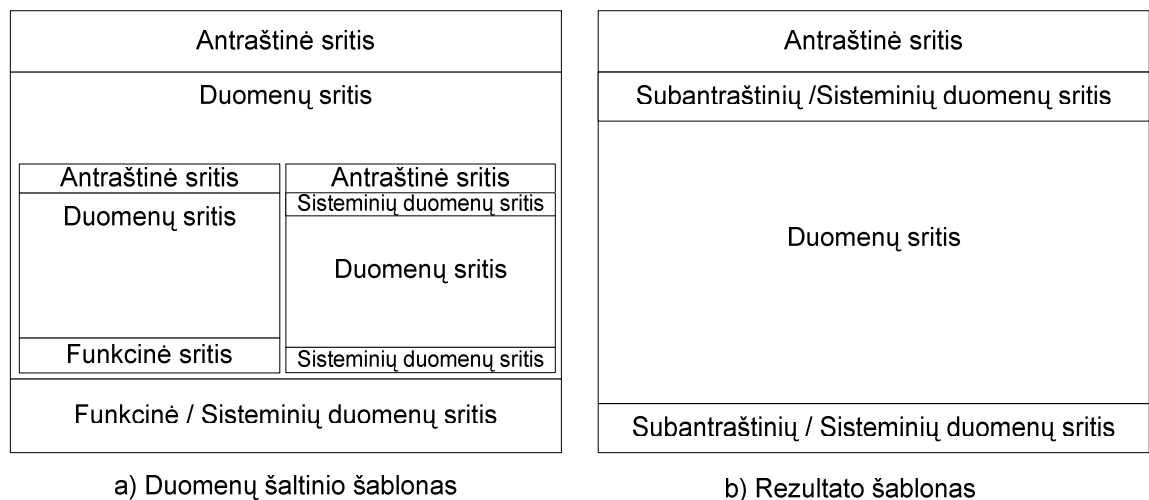 Antraštinė sritis
Duomenų sritis
Antraštinė sritis
Duomenų sritis
Funkcinė sritis
Antraštinė sritis
Sisteminių duomenų sritis
Duomenų sritis
Sisteminių duomenų sritis
Funkcinė / Sisteminių duomenų sritis
a) Duomenų šaltinio šablonas
Antraštinė sritis
Subantraštinių /Sisteminių duomenų sritis
Duomenų sritis
Subantraštinių / Sisteminių duomenų sritis
b) Rezultato šablonas